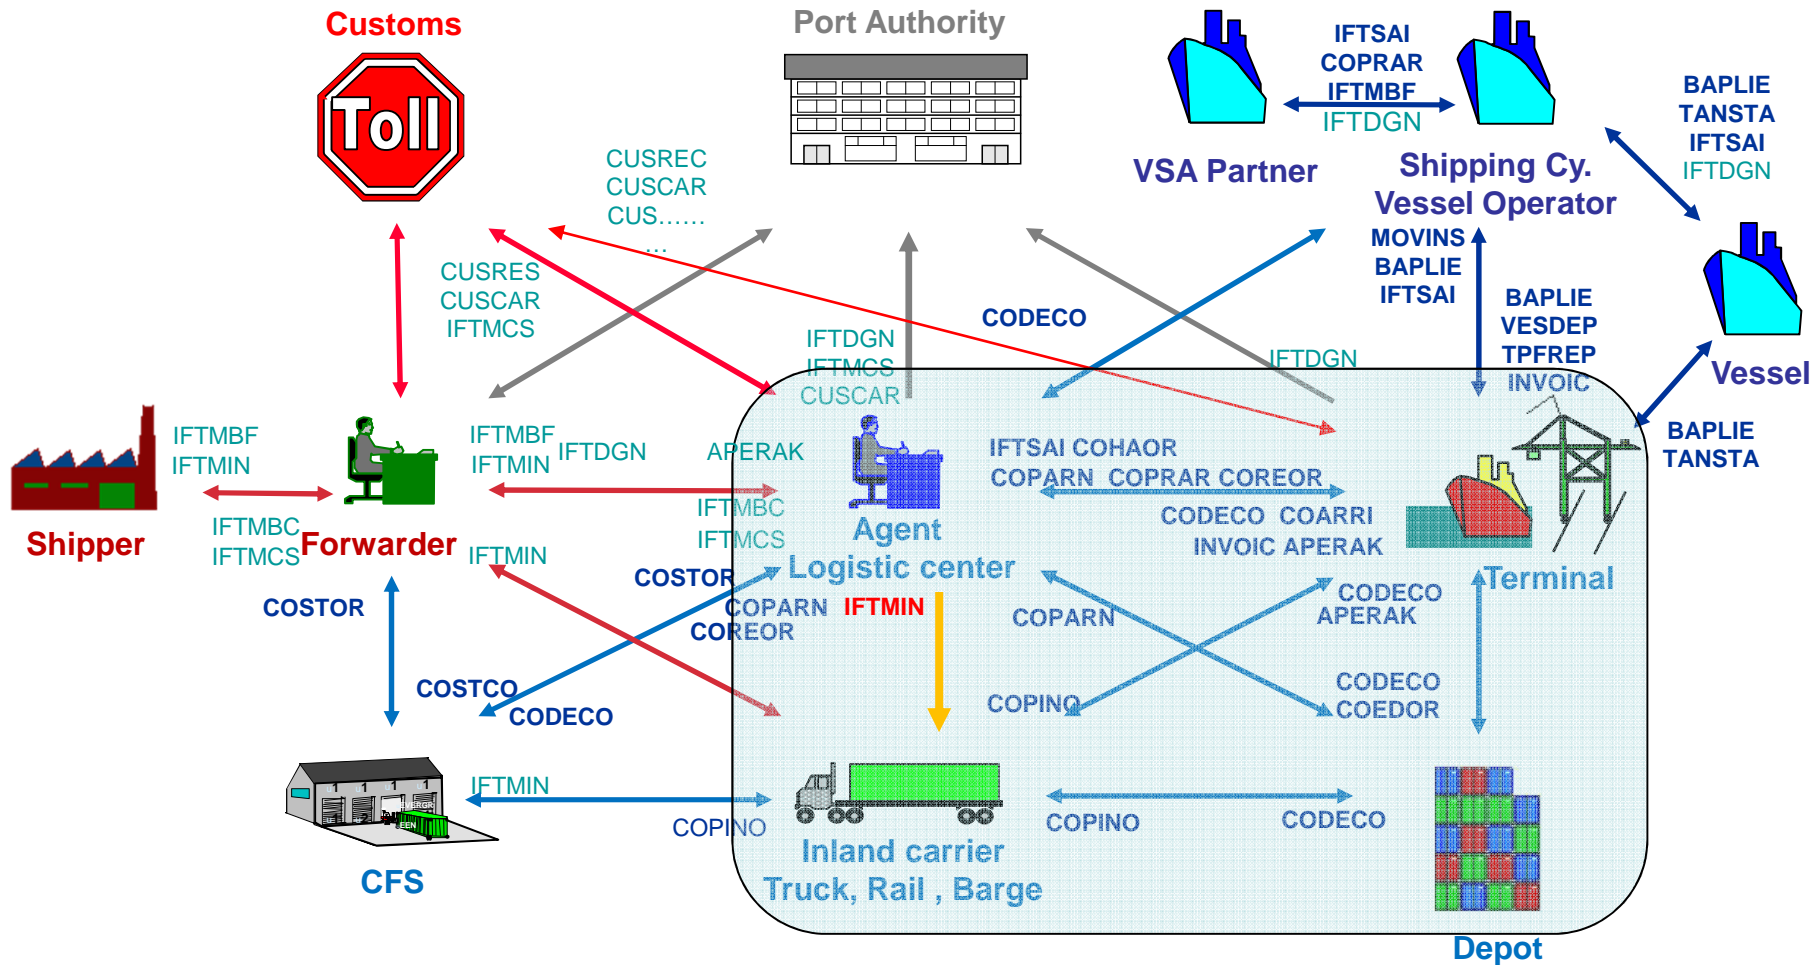 Customs
Port Authority
Toll
IFTSAI
COPRAR
IFTMBF
IFTDGN
BAPLIE
TANSTA
IFTSAI
IFTDGN
VSA Partner
Shipping Cy.
Vessel Operator
CUSREC
CUSCAR
CUS……
…
MOVINS
BAPLIE
IFTSAI
CUSRES
CUSCAR
IFTMCS
CODECO
BAPLIE
VESDEP
TPFREP
INVOIC
IFTDGN
IFTMCS
CUSCAR
IFTDGN
Vessel
BAPLIE
TANSTA
IFTMBF
IFTMIN
IFTMBF
IFTMIN
IFTDGN
APERAK
IFTSAI COHAOR
COPARN COPRAR COREOR
IFTMBC
IFTMCS
IFTMBC
IFTMCS
CODECO COARRI
INVOIC APERAK
Shipper
Forwarder
IFTMIN
Agent
Logistic center
Terminal
COSTOR
COSTOR
COPARN
COREOR
IFTMIN
COPARN
CODECO
APERAK
COSTCO
CODECO
COPINO
CODECO
COEDOR
IFTMIN
COPINO
COPINO
CODECO
u1 u1 u1
EEN
CFS
Inland carrier
Truck, Rail , Barge
Depot